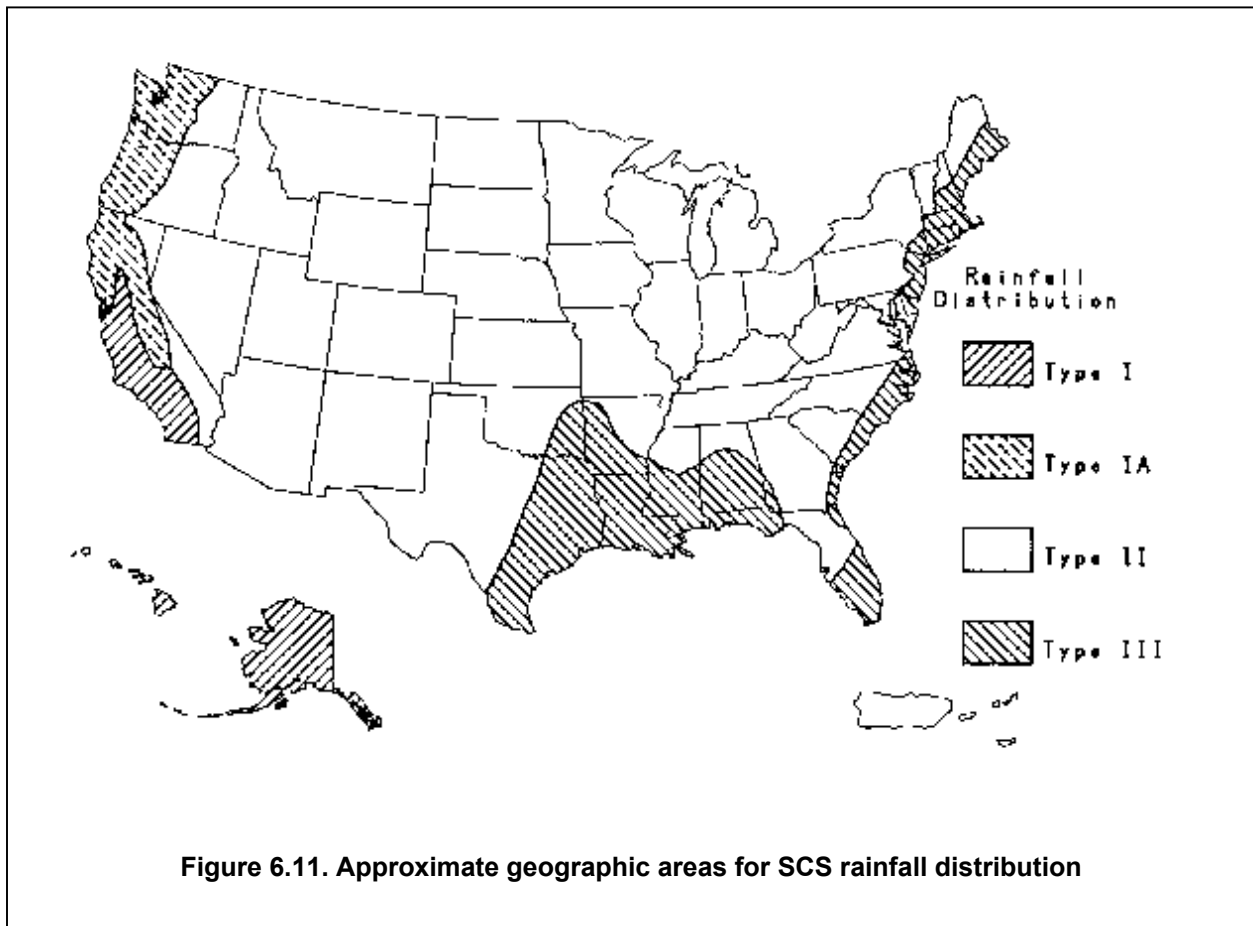 Rainfall
Distribution
Type I
Type IA
Type II
Type III
Figure 6.11. Approximate geographic areas for SCS rainfall distribution